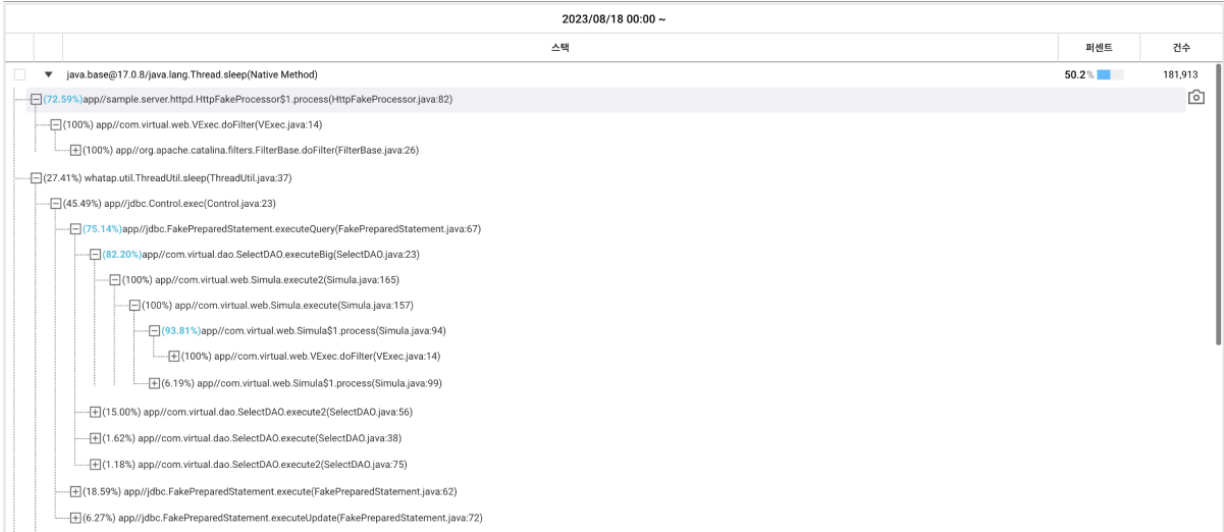 2023/08/18 00:00 ~
스택 퍼센트 건수
▼ java.base@17.0.8/java.lang.Thread.sleep(Native Method) 50.2% 181,913
(72.59%)app//sample.server.httpd.HttpFakeProcessor$1.process(HttpFakeProcessor.java:82)
(100%) app//com.virtual.web.VExec.doFilter(VExec.java:14)
(100%) app//org.apache.catalina.filters.FilterBase.doFilter(FilterBase.java:26)
(27.41%) whatap.util.ThreadUtil.sleep(ThreadUtil.java:37)
(45.49%) app//jdbc.Control.exec(Control.java:23)
(75.14%)app//jdbc.FakePreparedStatement.executeQuery(FakePreparedStatement.java:67)
(82.20%)app//com.virtual.dao.SelectDAO.executeBig(SelectDAO.java:23)
(100%) app//com.virtual.web.Simula.execute2(Simula.java:165)
(100%) app//com.virtual.web.Simula.execute(Simula.java:157)
(93.81%)app//com.virtual.web.Simula$1.process(Simula.java:94)
(100%) app//com.virtual.web.VExec.doFilter(VExec.java:14)
(6.19%) app//com.virtual.web.Simula$1.process(Simula.java:99)
(15.00%) app//com.virtual.dao.SelectDAO.execute2(SelectDAO.java:56)
(1.62%) app//com.virtual.dao.SelectDAO.execute(SelectDAO.java:38)
(1.18%) app//com.virtual.dao.SelectDAO.execute2(SelectDAO.java:75)
(18.59%) app//jdbc.FakePreparedStatement.execute(FakePreparedStatement.java:62)
(6.27%) app//jdbc.FakePreparedStatement.executeUpdate(FakePreparedStatement.java:72)